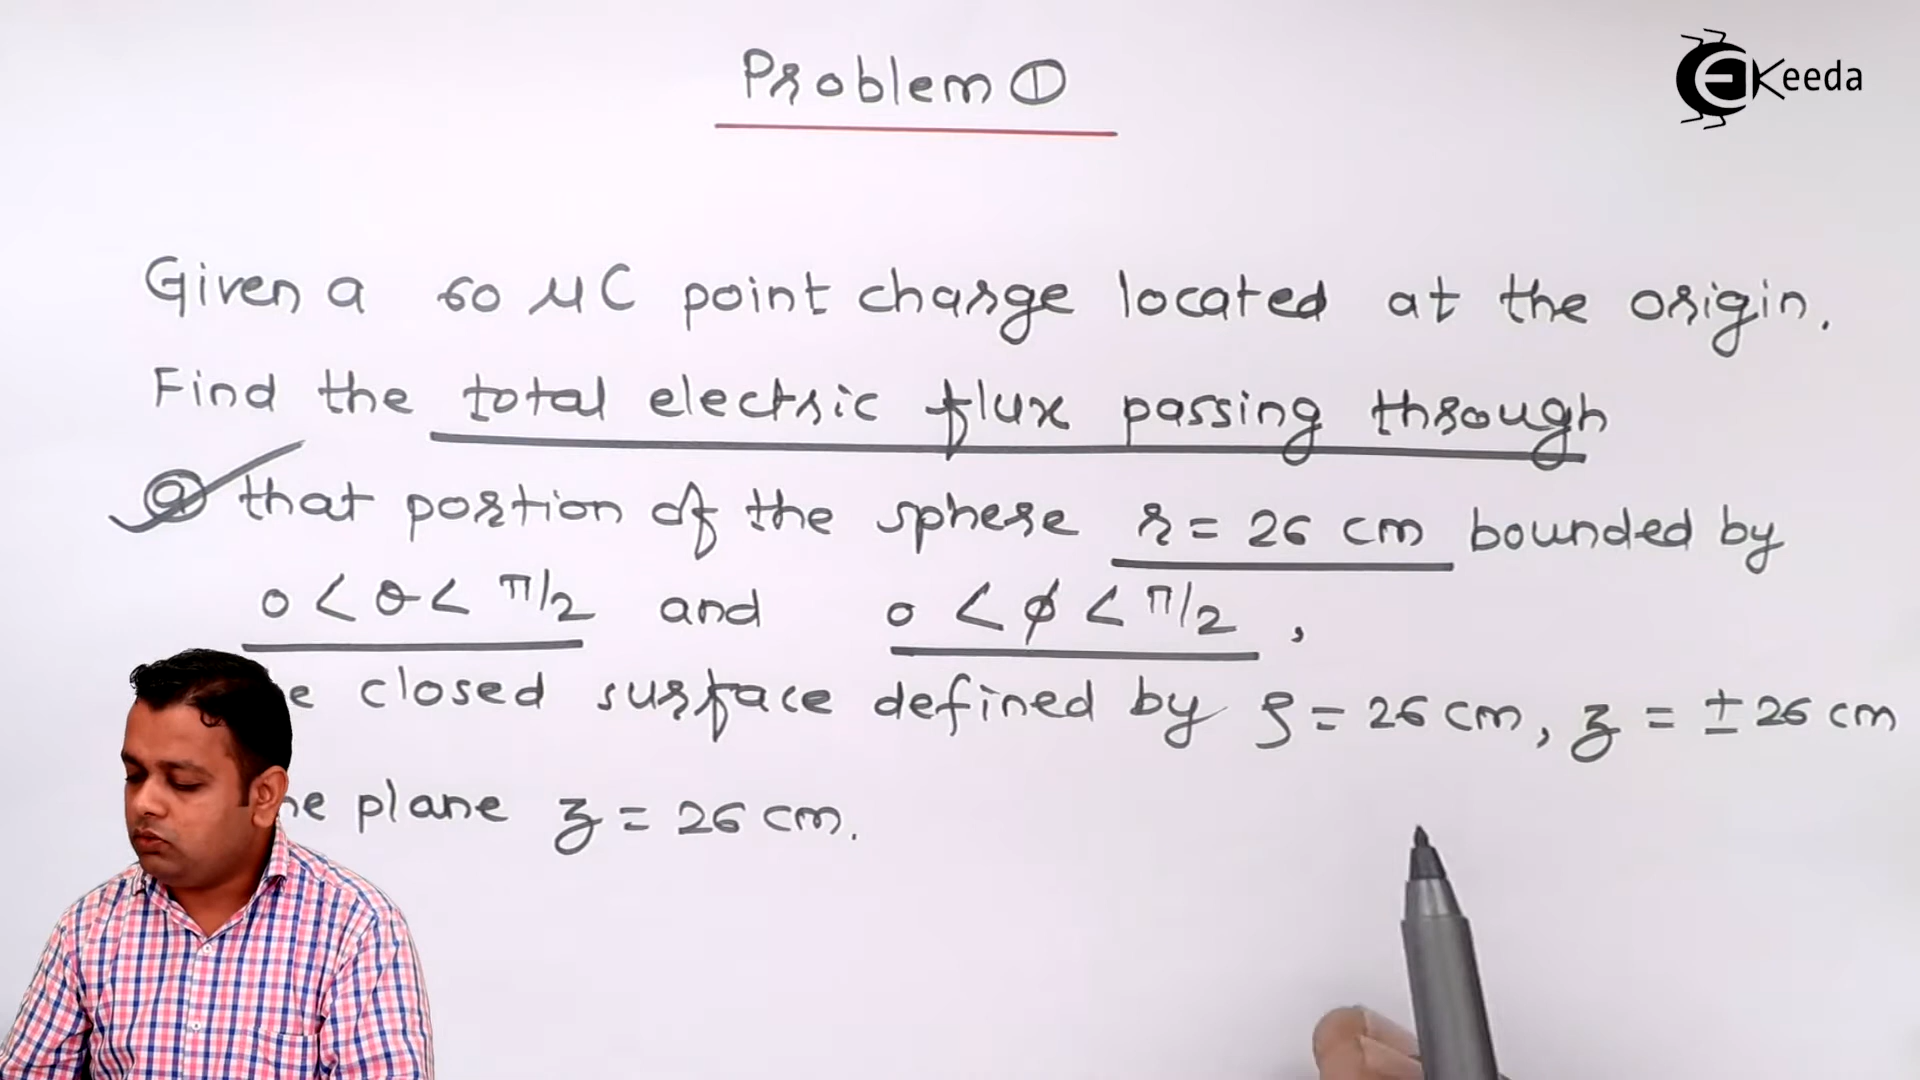 Problem ①
EKeeda
Given a 60 μC point charge located at the origin.
Find the total electric flux passing through
ⓐ that portion of the sphere r = 26 cm bounded by
0 < θ < π/2 and 0 < ϕ < π/2 ,
closed surface defined by ρ = 26 cm, z = ± 26 cm
plane z = 26 cm.